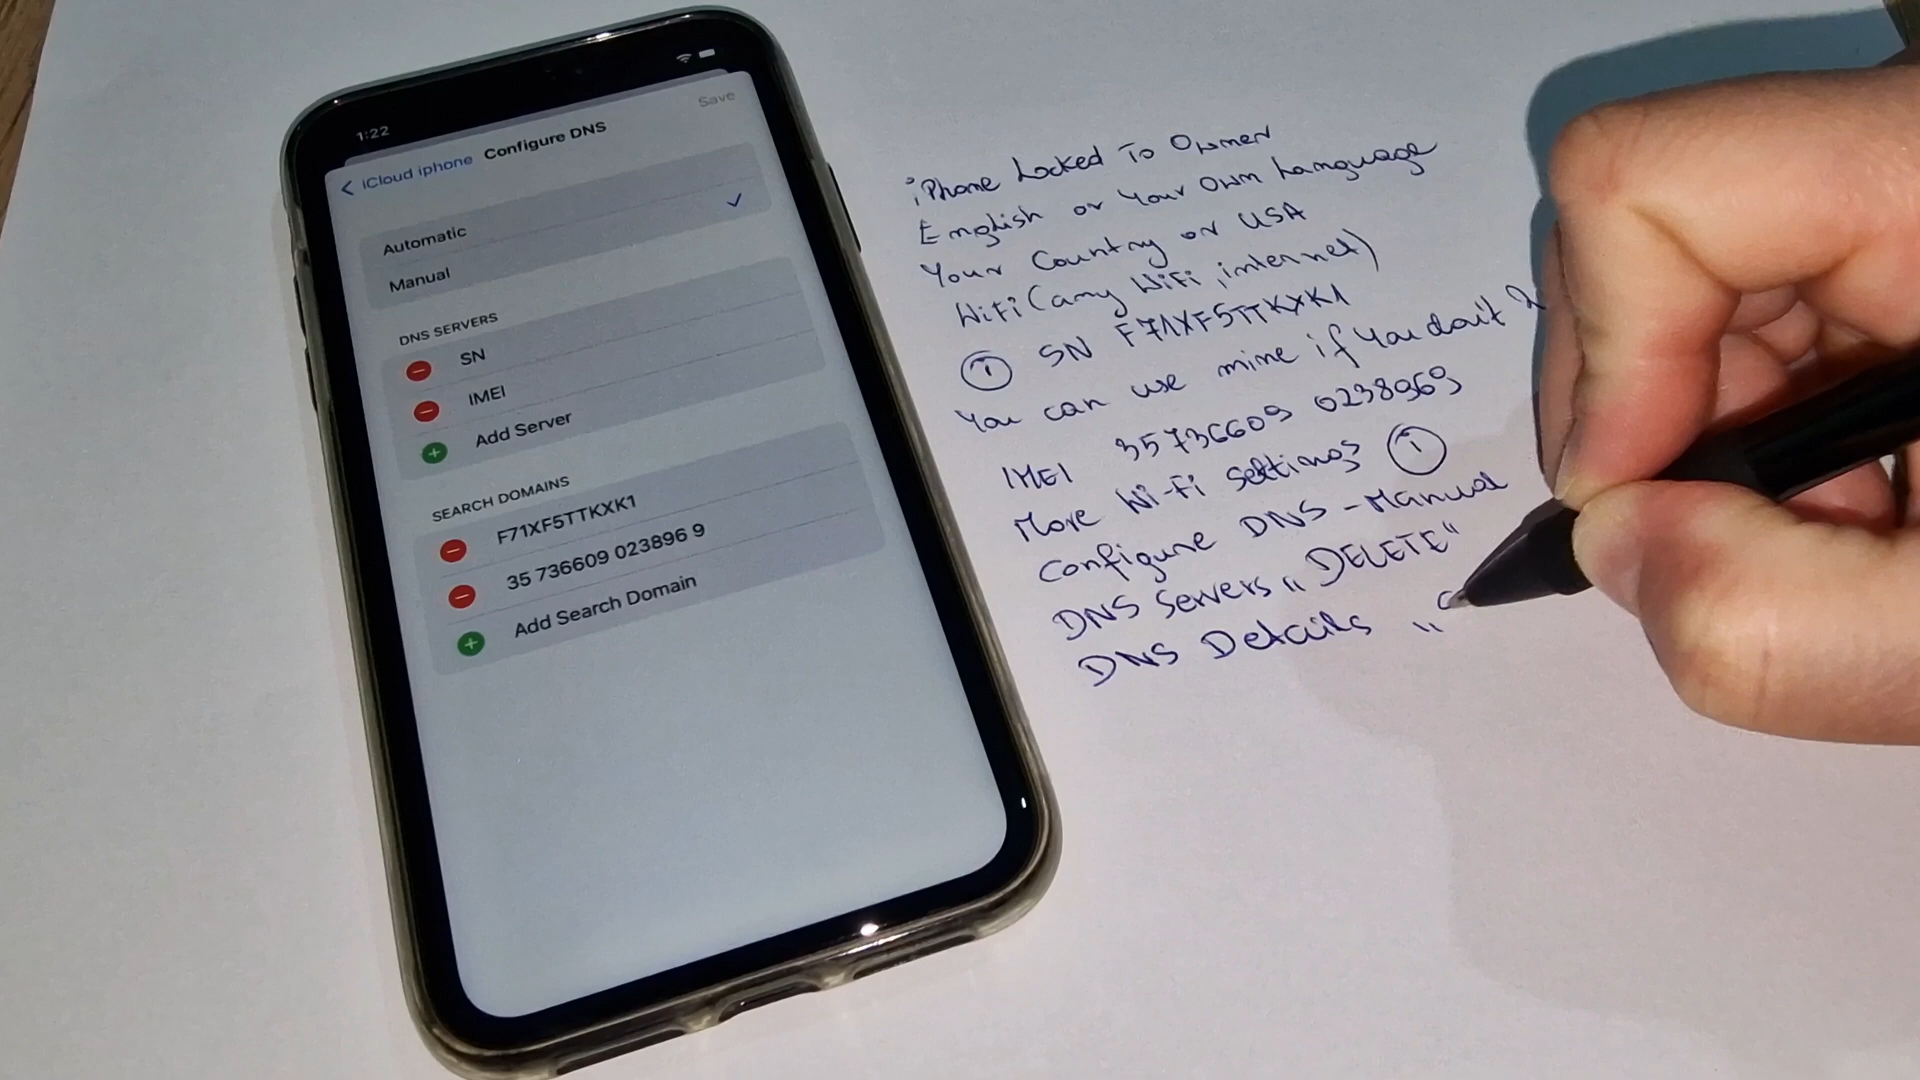 1:22
Save
iCloud iphone Configure DNS
Automatic
Manual
DNS SERVERS
SN
IMEI
Add Server
SEARCH DOMAINS
F71XF5TTKXK1
35 736609 023896 9
Add Search Domain
iPhone Locked To Owner
English or Your Own Language
Your Country or USA
WiFi (any WiFi, internet)
i SN F71XF5TTKXK1
You can use mine if You don't
IMEI 35736609 0238969
More Wi-Fi Settings i
Configure DNS - Manual
DNS Servers „DELETE"
DNS Details „